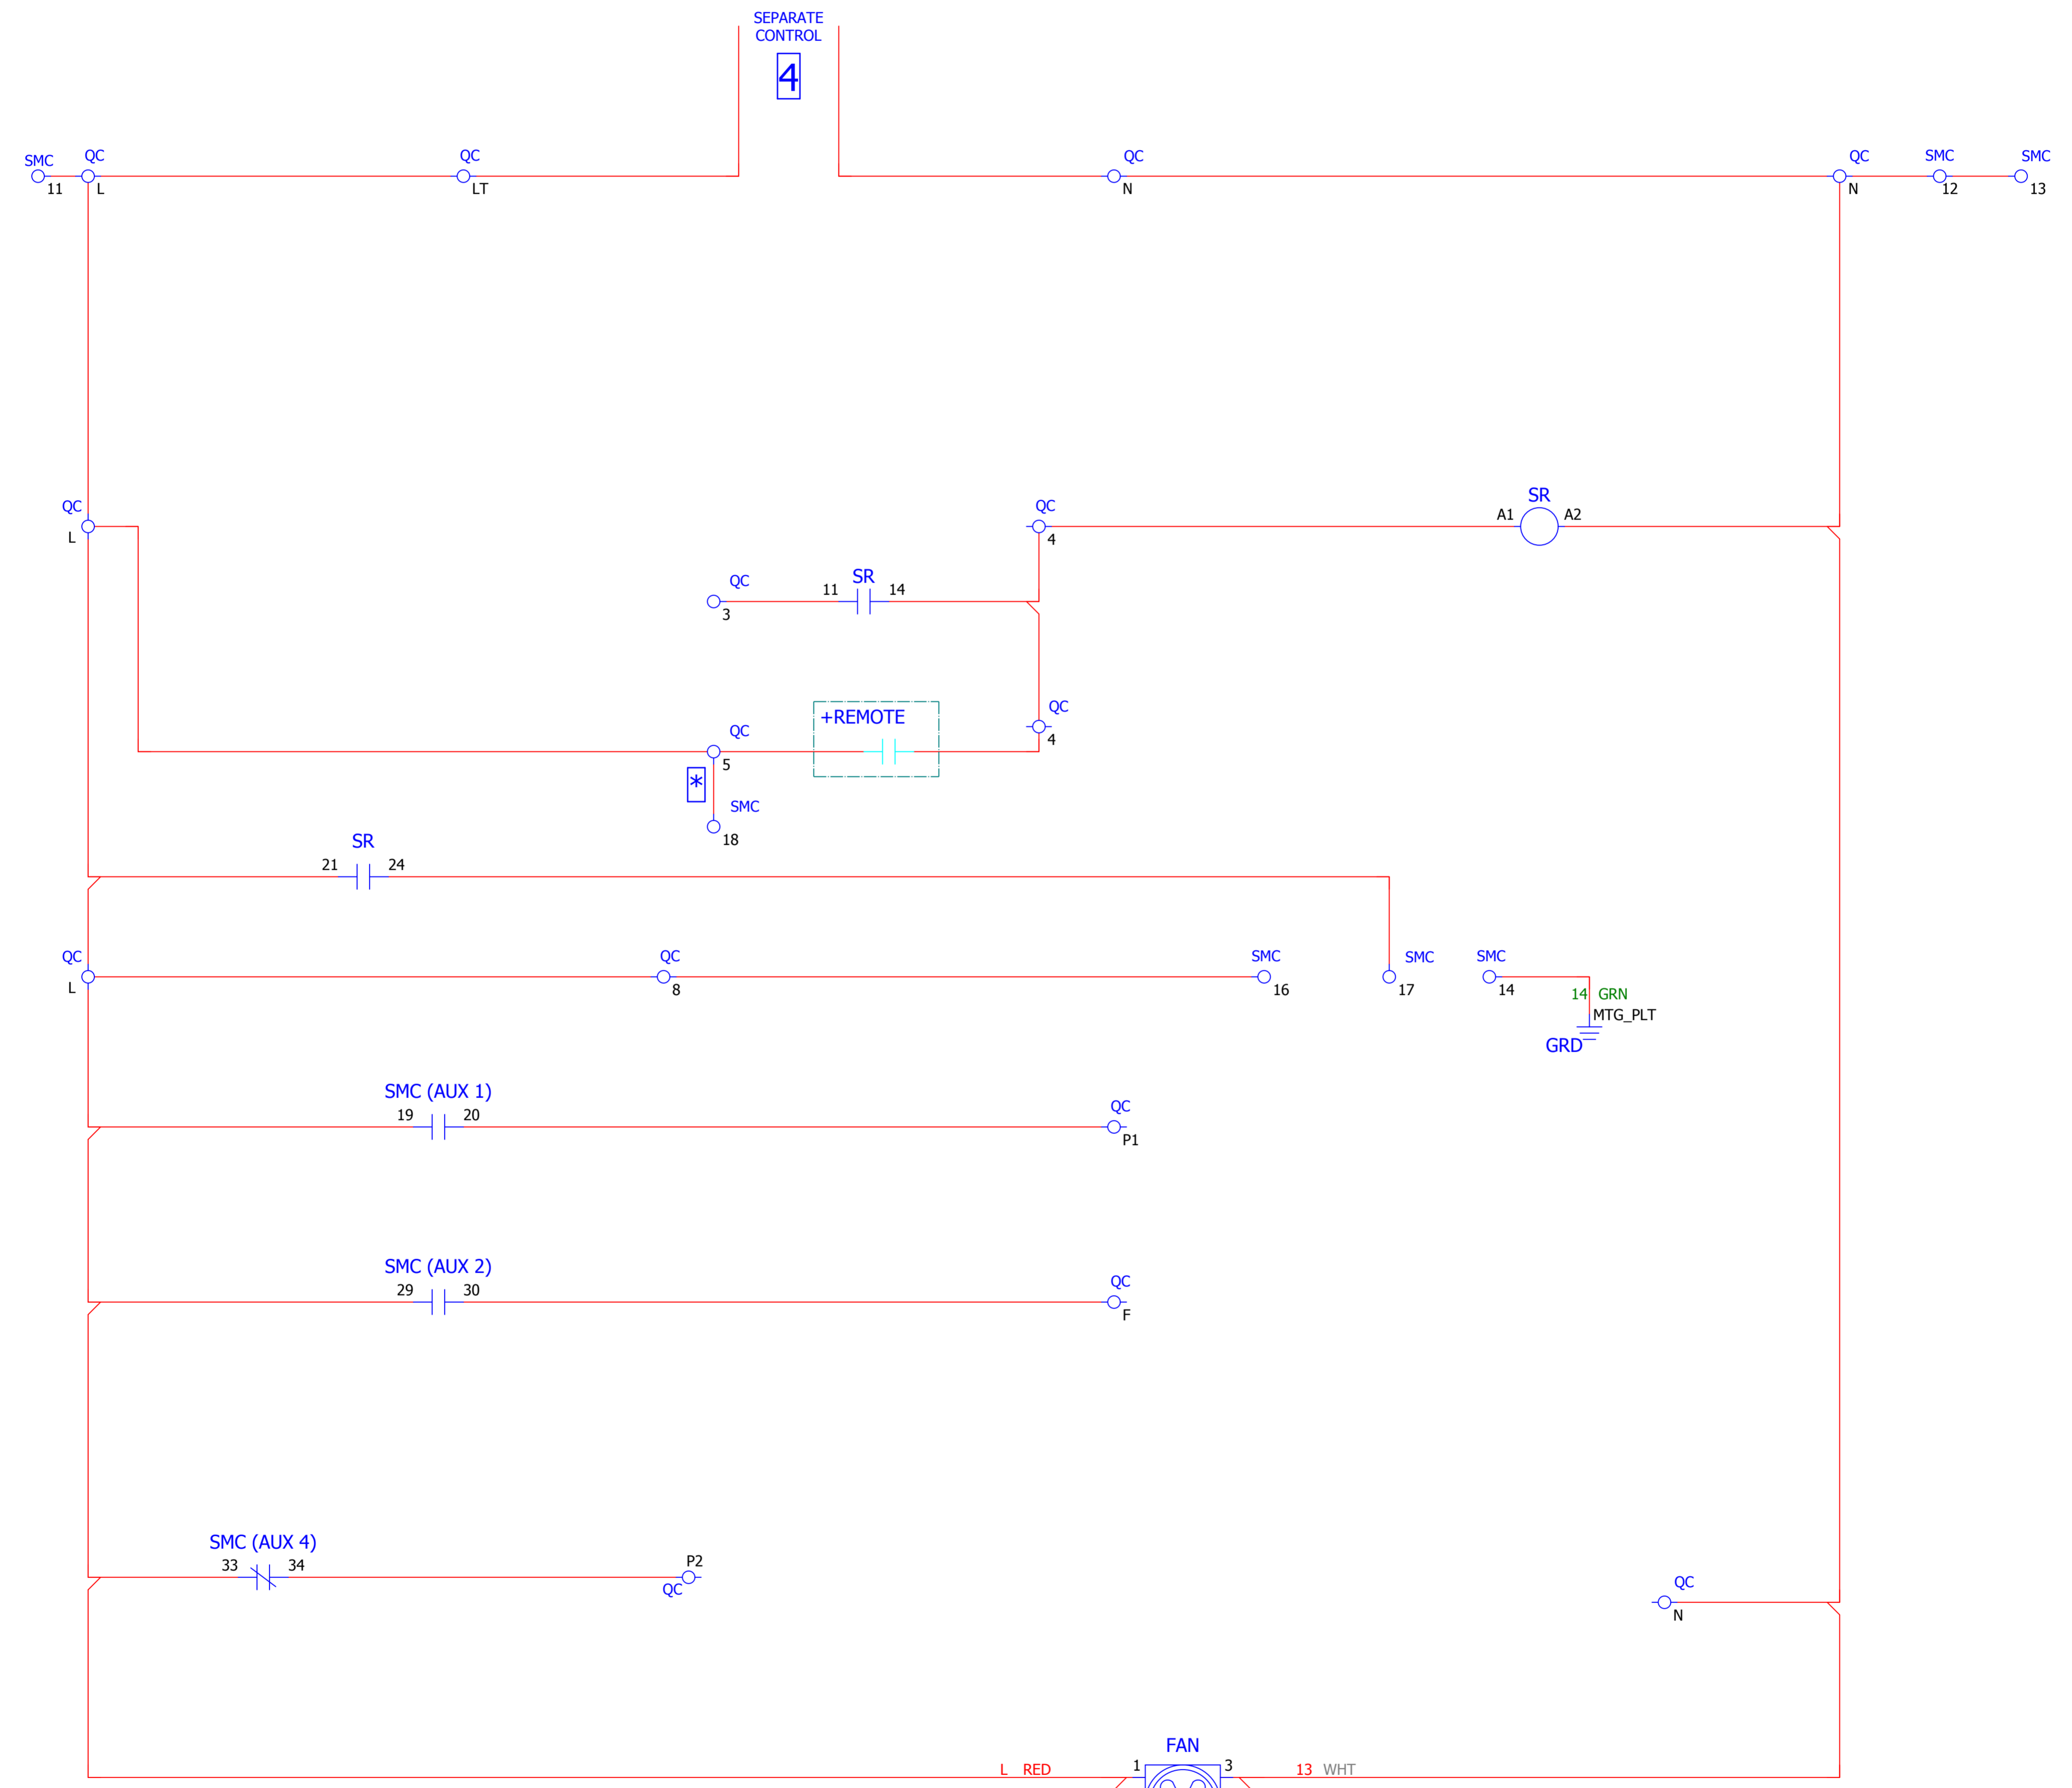 SEPARATE
CONTROL
4
SMC
QC
QC
QC
QC
SMC
SMC
11
L
LT
N
N
12
13
QC
L
QC
4
SR
A1
A2
QC
3
SR
11
14
QC
4
+REMOTE
QC
5
*
SMC
18
SR
21
24
QC
L
QC
8
SMC
16
SMC
17
SMC
14
14 GRN
MTG_PLT
GRD
SMC (AUX 1)
19
20
QC
P1
SMC (AUX 2)
29
30
QC
F
SMC (AUX 4)
33
34
P2
QC
QC
N
FAN
L RED
1
3
13 WHT